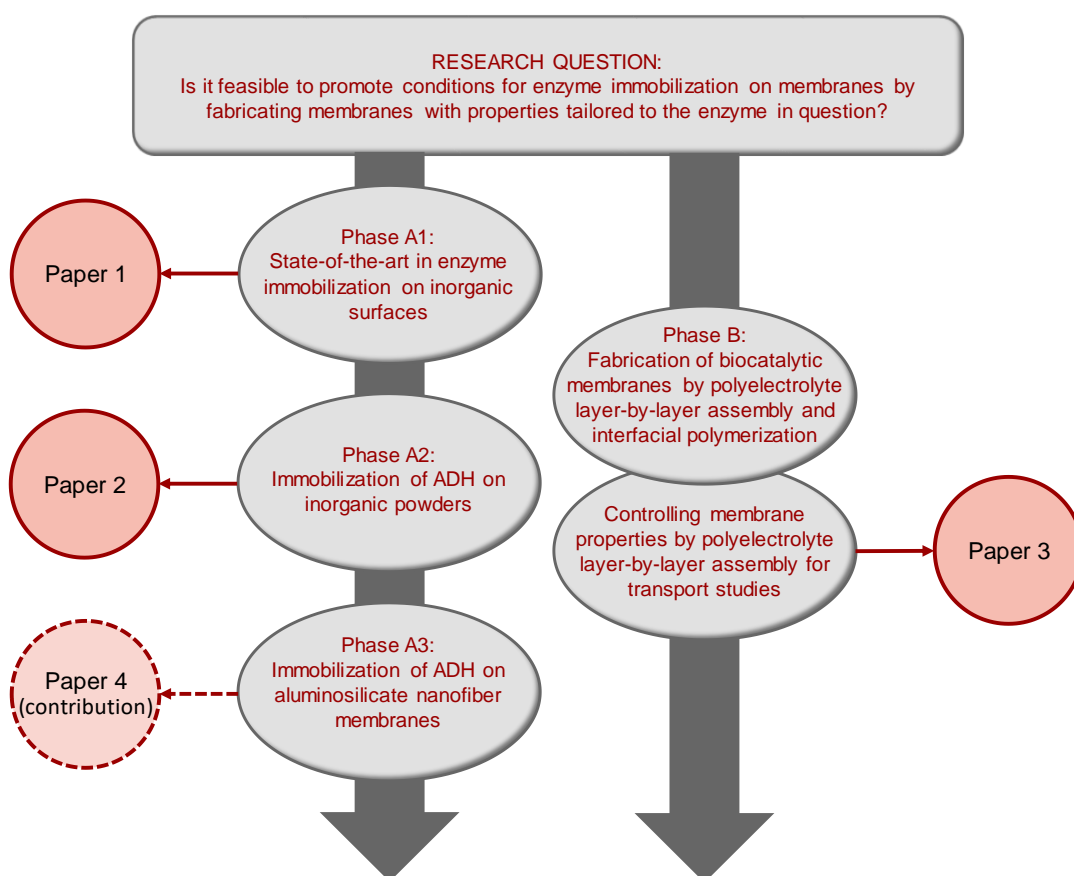 RESEARCH QUESTION:
Is it feasible to promote conditions for enzyme immobilization on membranes by
fabricating membranes with properties tailored to the enzyme in question?
Phase A1:
State-of-the-art in enzyme
immobilization on inorganic
surfaces
Paper 1
Phase B:
Fabrication of biocatalytic
membranes by polyelectrolyte
layer-by-layer assembly and
interfacial polymerization
Phase A2:
Immobilization of ADH on
inorganic powders
Paper 2
Controlling membrane
properties by polyelectrolyte
layer-by-layer assembly for
transport studies
Paper 3
Phase A3:
Immobilization of ADH on
aluminosilicate nanofiber
membranes
Paper 4
(contribution)